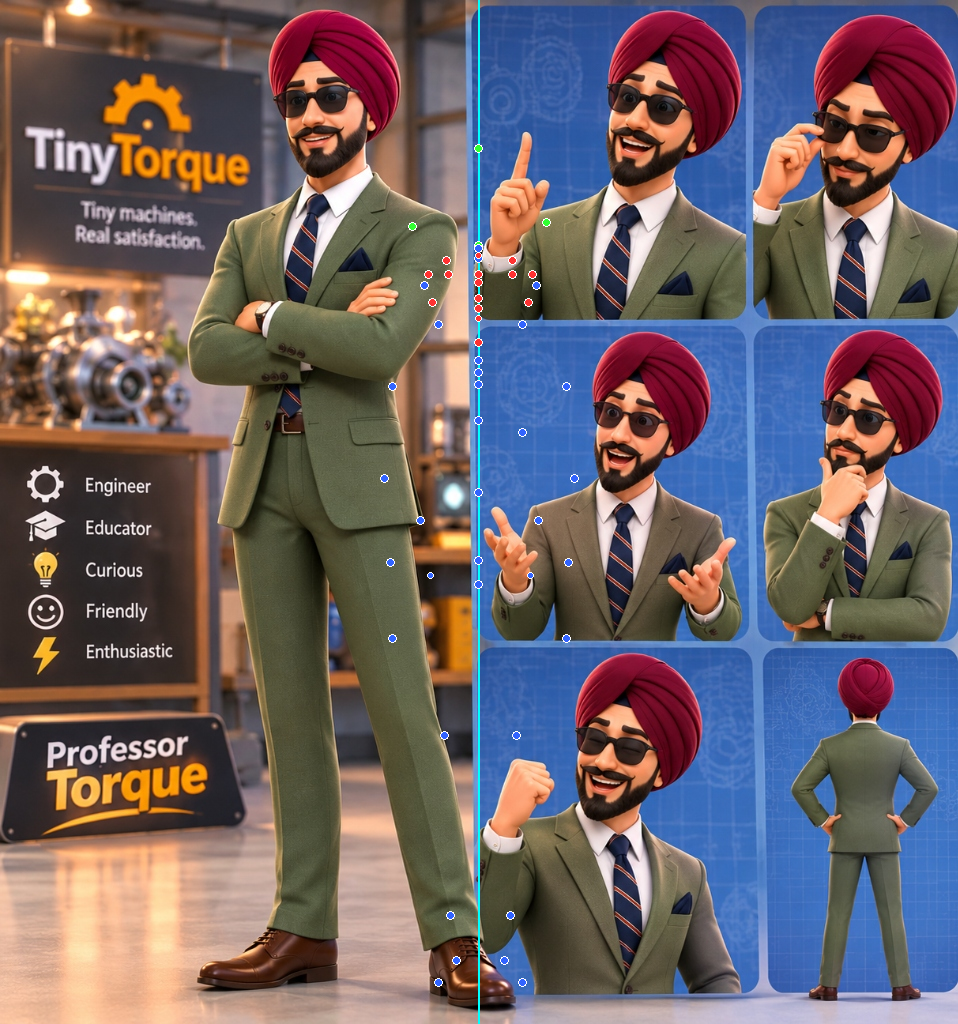 TinyTorque
Tiny machines.
Real satisfaction.
Engineer
Educator
Curious
Friendly
Enthusiastic
Professor
Torque